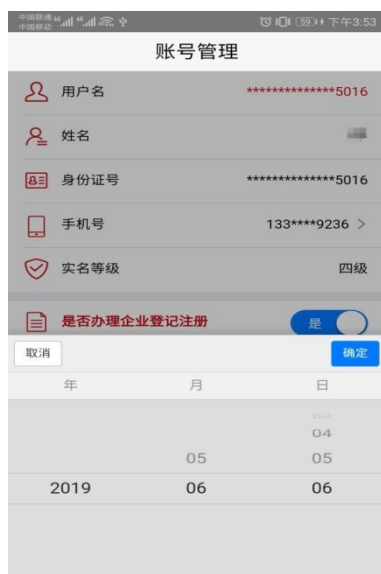 中国联通 中国移动 59 下午3:53
账号管理
用户名 **************5016
姓名
身份证号 **************5016
手机号 133****9236 >
实名等级 四级
是否办理企业登记注册 是
取消 确定
年 月 日
04
05 05
2019 06 06